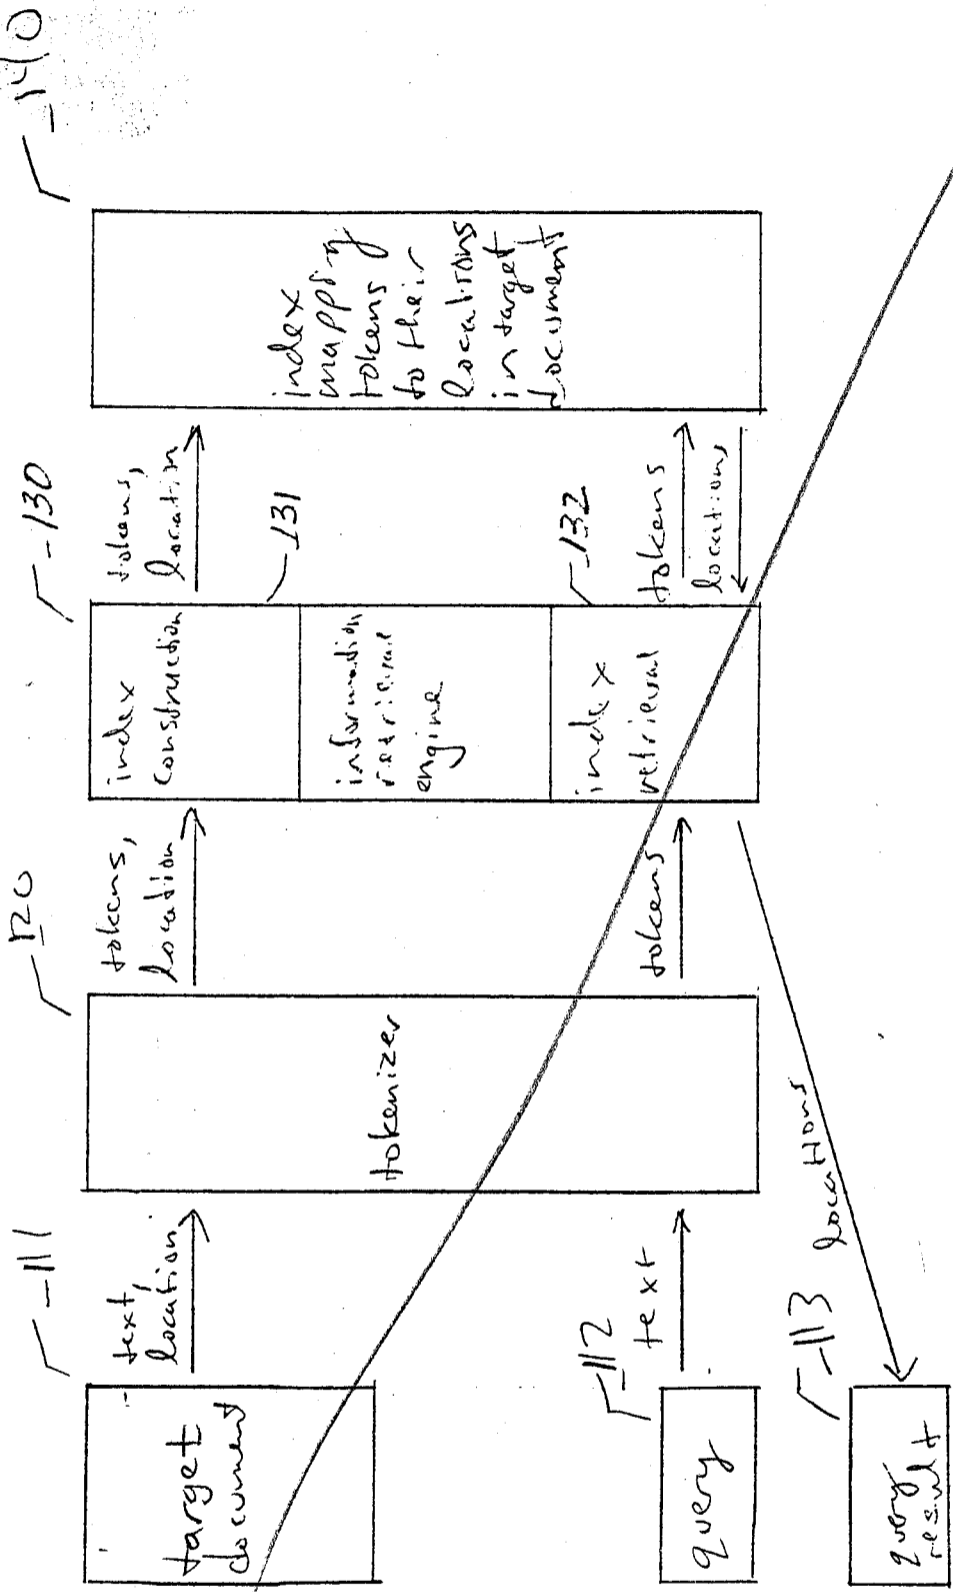 111
120
130
140
target
document
text,
location
tokenizer
tokens,
location
index
construction
131
information
retrieval
engine
index
retrieval
132
tokens,
location
index
mapping
tokens
to their
locations
in target
document
112
query
text
tokens
tokens
locations
113
query
result
locations